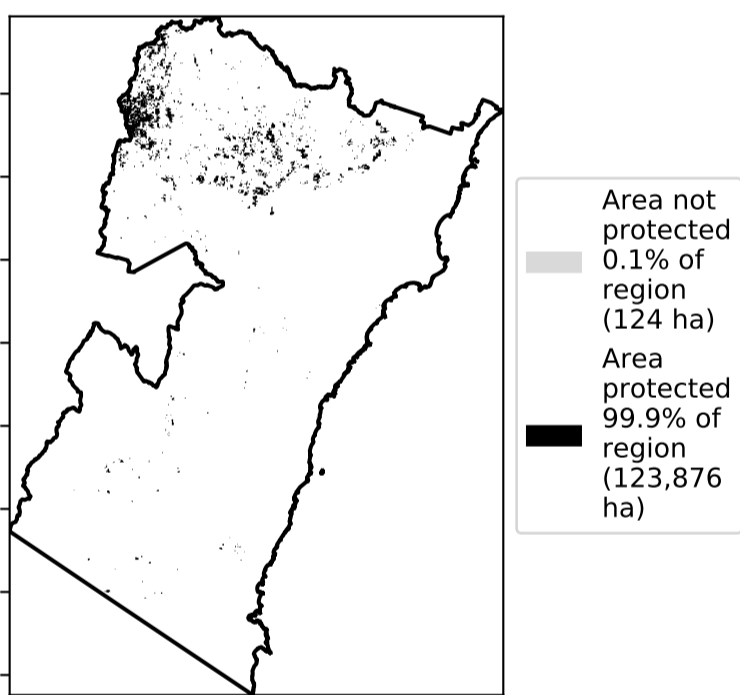 Area not
protected
0.1% of
region
(124 ha)
Area
protected
99.9% of
region
(123,876
ha)